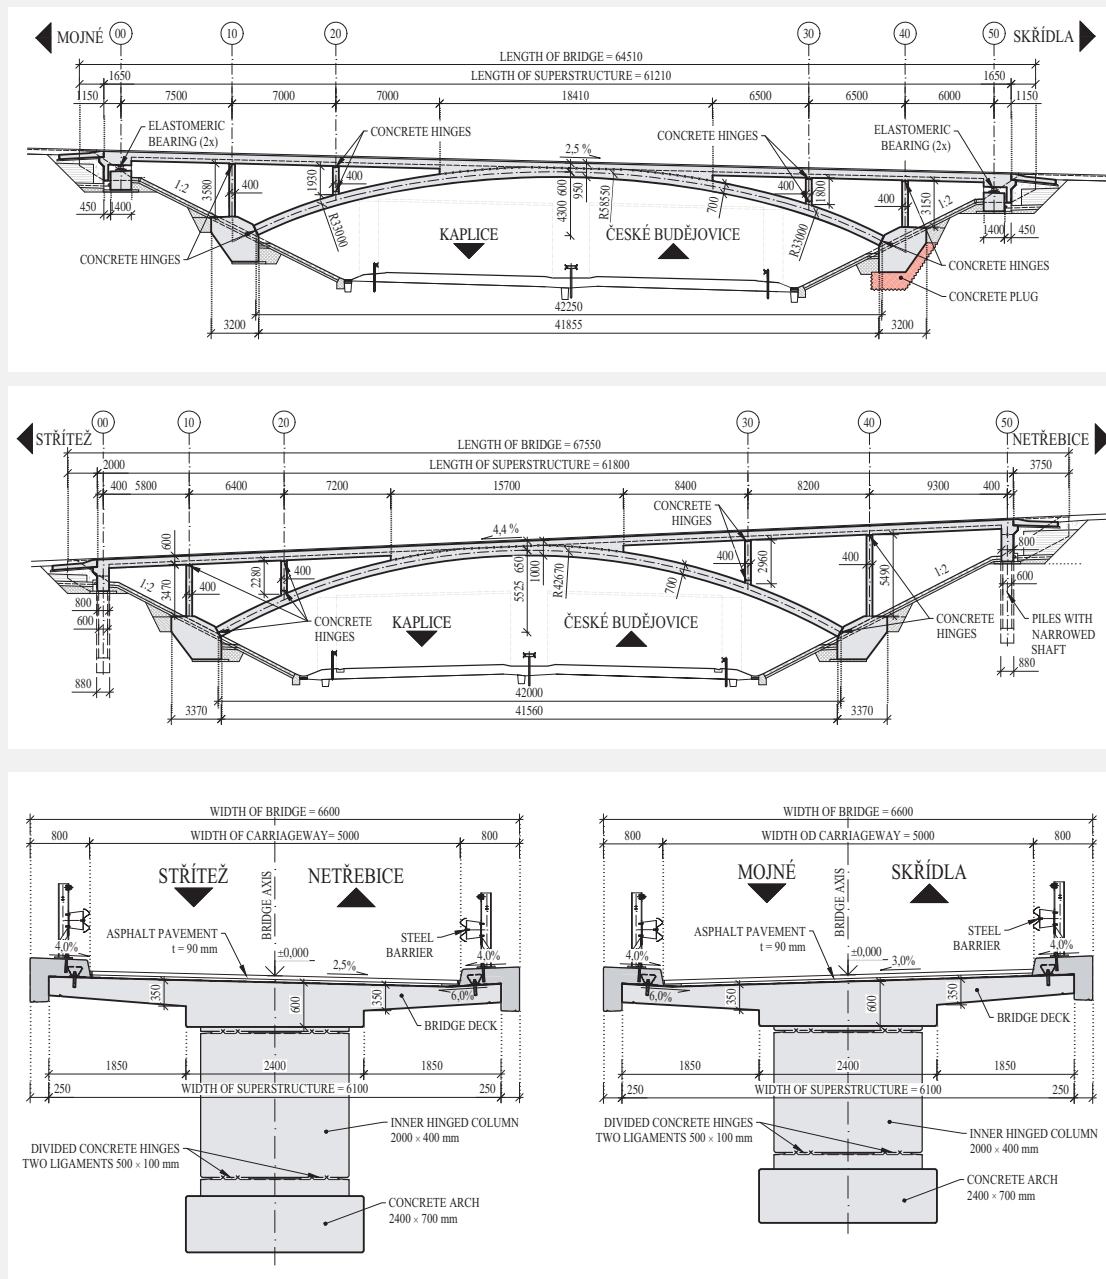 MOJNÉ
00
10
20
30
40
50
SKŘÍDLA
LENGTH OF BRIDGE = 64510
1650
LENGTH OF SUPERSTRUCTURE = 61210
1650
1150
7500
7000
7000
18410
6500
6500
6000
1150
ELASTOMERIC
BEARING (2x)
CONCRETE HINGES
CONCRETE HINGES
ELASTOMERIC
BEARING (2x)
2,5 %
1:2
3580
400
1930
400
4300
600
950
R58550
700
400
1800
400
3150
1:2
450
1400
R33000
KAPLICE
ČESKÉ BUDĚJOVICE
R33000
1400
450
CONCRETE HINGES
CONCRETE HINGES
CONCRETE PLUG
42250
3200
41855
3200
STŘÍTEŽ
00
10
20
30
40
50
NETŘEBICE
LENGTH OF BRIDGE = 67550
2000
LENGTH OF SUPERSTRUCTURE = 61800
3750
400
5800
6400
7200
15700
8400
8200
9300
400
CONCRETE
HINGES
4,4 %
600
1:2
3470
400
2280
400
5525
650
1000
R42670
700
400
2960
400
5490
1:2
800
600
800
600
CONCRETE
HINGES
KAPLICE
ČESKÉ BUDĚJOVICE
CONCRETE
HINGES
PILES WITH
NARROWED
SHAFT
880
880
42000
3370
41560
3370
WIDTH OF BRIDGE = 6600
800
WIDTH OF CARRIAGEWAY= 5000
800
STŘÍTEŽ
NETŘEBICE
BRIDGE AXIS
ASPHALT PAVEMENT
t = 90 mm
±0,000
STEEL
BARRIER
4,0%
2,5%
4,0%
6,0%
350
600
350
BRIDGE DECK
1850
2400
1850
250
WIDTH OF SUPERSTRUCTURE = 6100
250
INNER HINGED COLUMN
2000 × 400 mm
DIVIDED CONCRETE HINGES
TWO LIGAMENTS 500 × 100 mm
CONCRETE ARCH
2400 × 700 mm
WIDTH OF BRIDGE = 6600
800
WIDTH OD CARRIAGEWAY = 5000
800
MOJNÉ
SKŘÍDLA
BRIDGE AXIS
ASPHALT PAVEMENT
t = 90 mm
±0,000
STEEL
BARRIER
4,0%
3,0%
4,0%
6,0%
350
600
350
BRIDGE DECK
1850
2400
1850
250
WIDTH OF SUPERSTRUCTURE = 6100
250
DIVIDED CONCRETE HINGES
TWO LIGAMENTS 500 × 100 mm
INNER HINGED COLUMN
2000 × 400 mm
CONCRETE ARCH
2400 × 700 mm